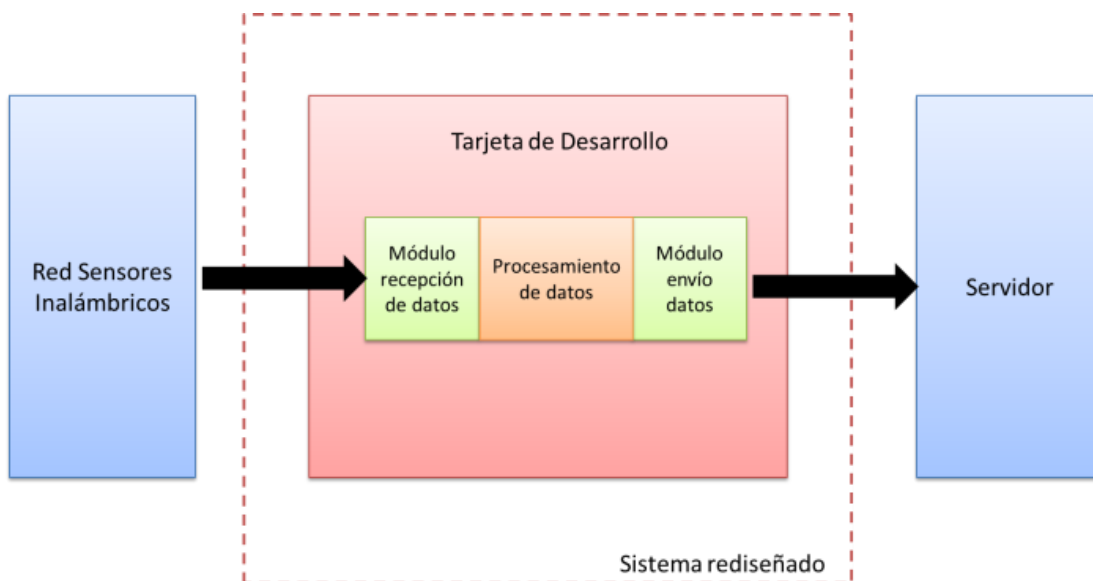 Tarjeta de Desarrollo
Red Sensores
Inalámbricos
Módulo
recepción
de datos
Procesamiento
de datos
Módulo
envío
datos
Servidor
Sistema rediseñado